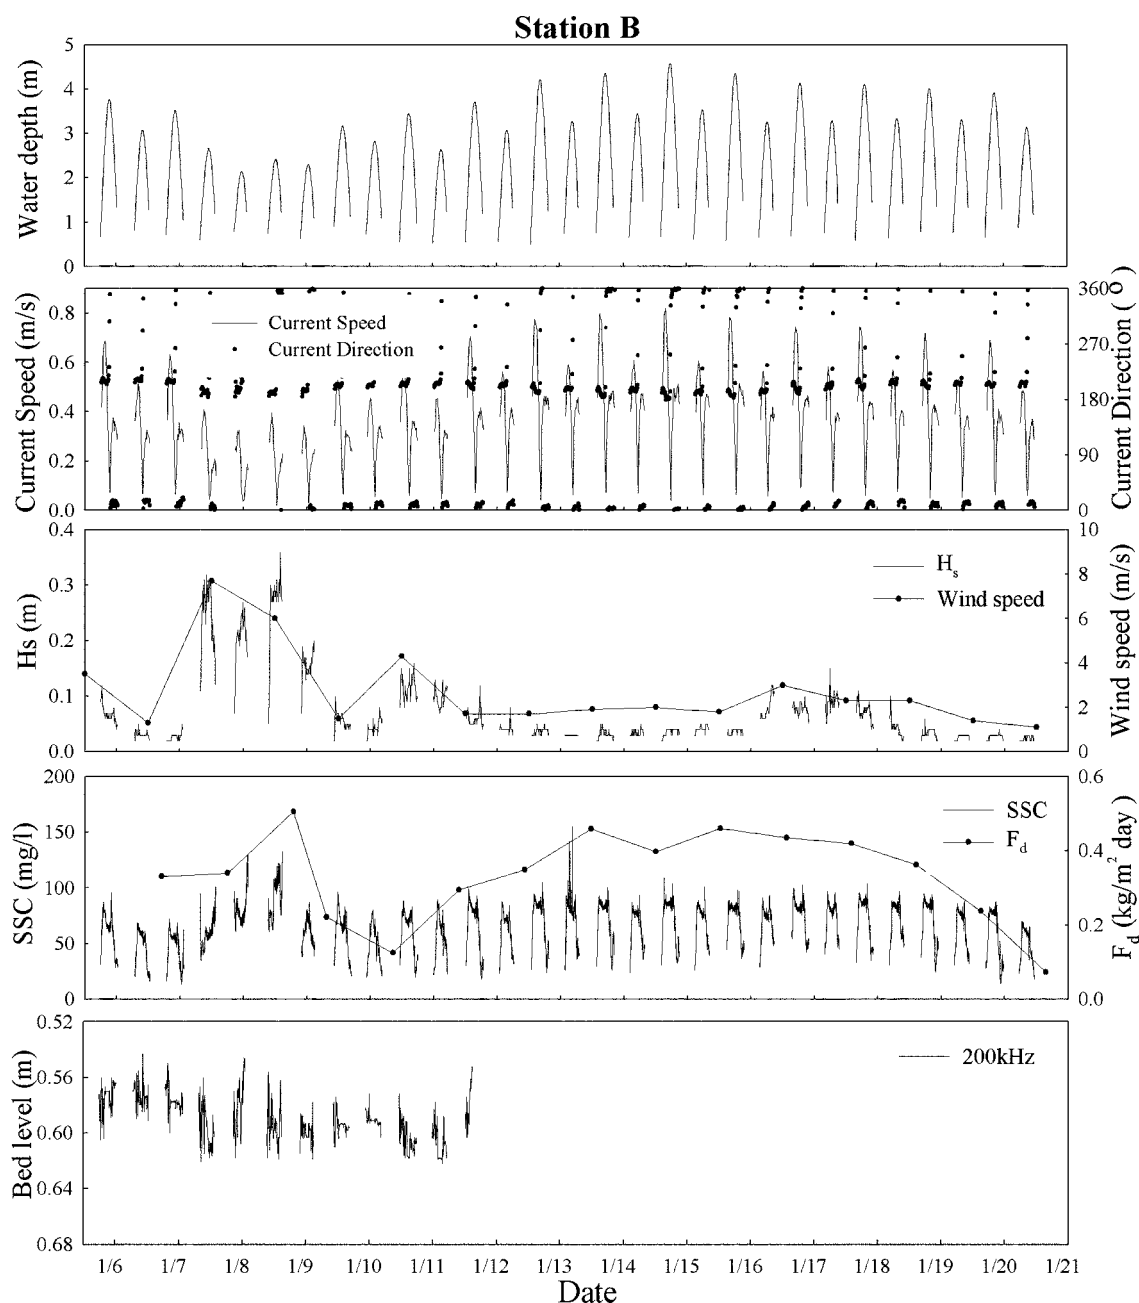 Station B
Water depth (m)
5
4
3
2
1
0
Current Speed (m/s)
0.8
0.6
0.4
0.2
0.0
Current Speed
Current Direction
360
270
180
90
0
Current Direction ( o)
Hs (m)
0.4
0.3
0.2
0.1
0.0
Hs
Wind speed
10
8
6
4
2
0
Wind speed (m/s)
SSC (mg/l)
200
150
100
50
0
SSC
Fd
0.6
0.4
0.2
0.0
Fd (kg/m2 day)
Bed level (m)
0.52
0.56
0.60
0.64
0.68
200kHz
1/6 1/7 1/8 1/9 1/10 1/11 1/12 1/13 1/14 1/15 1/16 1/17 1/18 1/19 1/20 1/21
Date